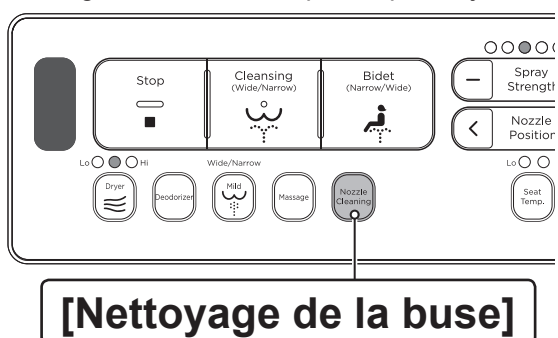 Stop
Cleansing
(Wide/Narrow)
Bidet
(Narrow/Wide)
Spray
Strength
Nozzle
Position
Lo
Hi
Wide/Narrow
Lo
Dryer
Deodorizer
Mild
Massage
Nozzle
Cleaning
Seat
Temp.
[Nettoyage de la buse]